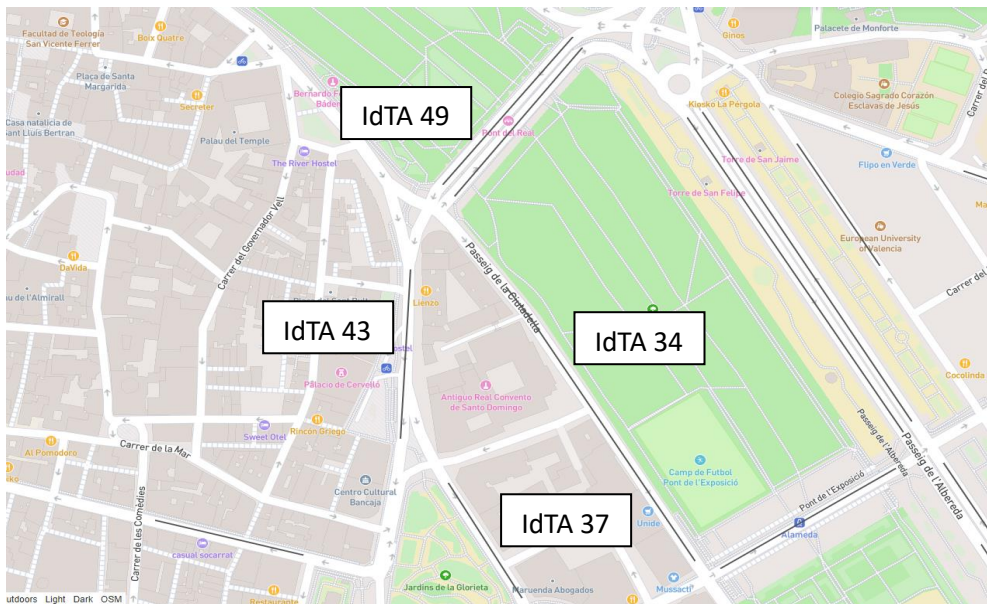 Facultad de Teología
San Vicente Ferrer
Boix Quatre
Plaça de Santa
Margarida
Secreter
Casa natalicia de
Sant Lluís Bertran
Palau del Temple
The River Hostel
IdTA 49
Pont del Real
Ginos
Palacete de Monforte
Kiosko La Pérgola
Colegio Sagrado Corazón
Esclavas de Jesús
Torre de San Jaime
Flipo en Verde
Torre de San Felipe
European University
of Valencia
Carrer del Governador Vell
DaVida
Passeig de la Ciutadella
Lienzo
IdTA 43
IdTA 34
Palacio de Cervelló
Antiguo Real Convento
de Santo Domingo
Cocolinda
Sweet Otel
Rincón Griego
Al Pomodoro
Carrer de la Mar
Carrer de les Comèdies
Centro Cultural
Bancaja
Camp de Futbol
Pont de l'Exposició
Passeig de l'Albereda
Passeig de l'Albereda
Pont de l'Exposició
IdTA 37
Unide
Alameda
casual socarrat
Jardins de la Glorieta
Maruenda Abogados
Mussacti
Restaurante
Light Dark OSM